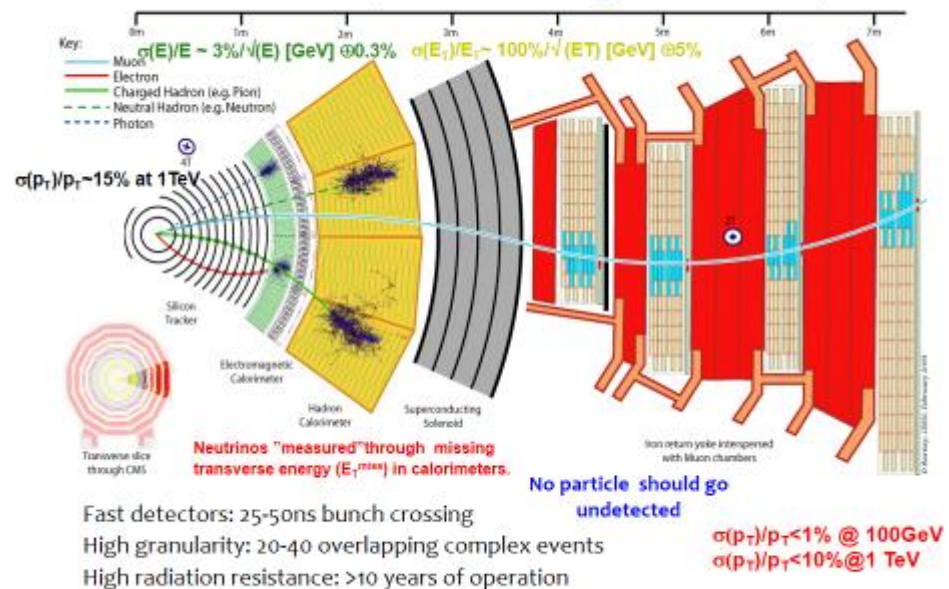 0m 1m 2m 3m 4m 5m 6m 7m
Key:
Muon
Electron
Charged Hadron (e.g. Pion)
Neutral Hadron (e.g. Neutron)
Photon
σ(E)/E ~ 3%/√(E) [GeV] ⊕0.3%
σ(ET)/ET~ 100%/√ (ET) [GeV] ⊕5%
4T
σ(pT)/pT~15% at 1TeV
2T
Silicon
Tracker
Electromagnetic
Calorimeter
Hadron
Calorimeter
Superconducting
Solenoid
Iron return yoke interspersed
with Muon chambers
Transverse slice
through CMS
Neutrinos "measured"through missing
transverse energy (ETmiss) in calorimeters.
No particle should go
undetected
Fast detectors: 25-50ns bunch crossing
High granularity: 20-40 overlapping complex events
High radiation resistance: >10 years of operation
σ(pT)/pT<1% @ 100GeV
σ(pT)/pT<10%@1 TeV